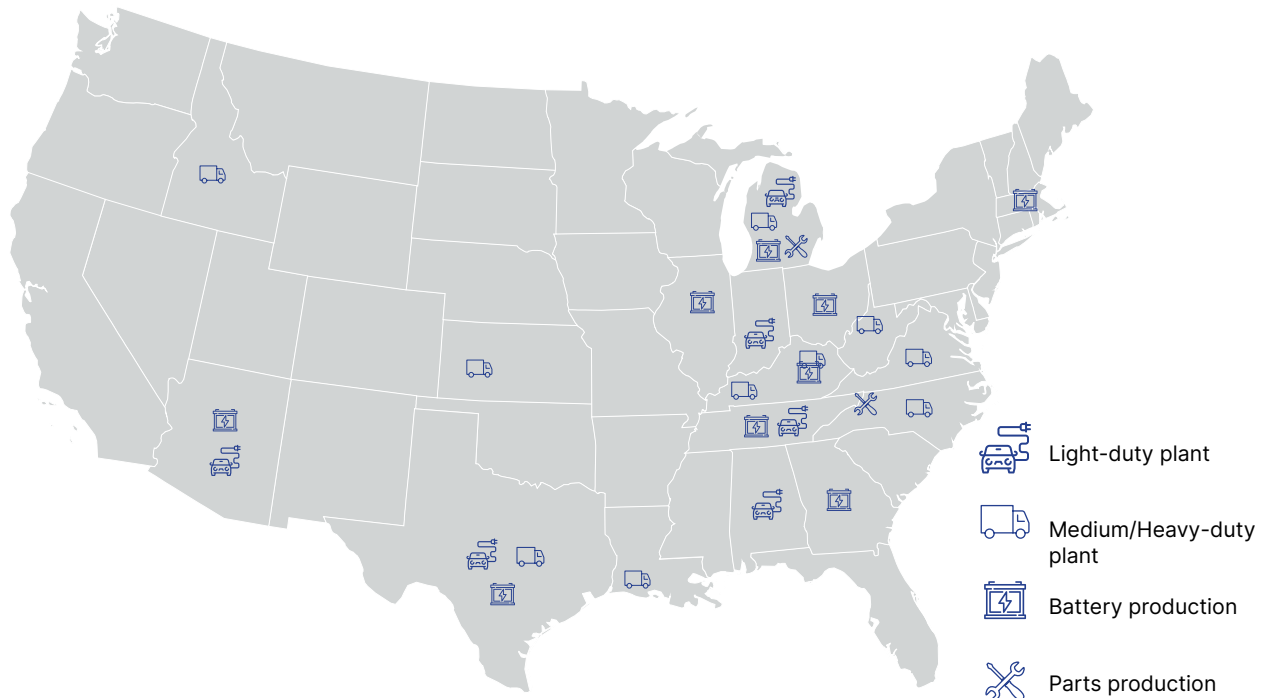 Light-duty plant
Medium/Heavy-duty
plant
Battery production
Parts production